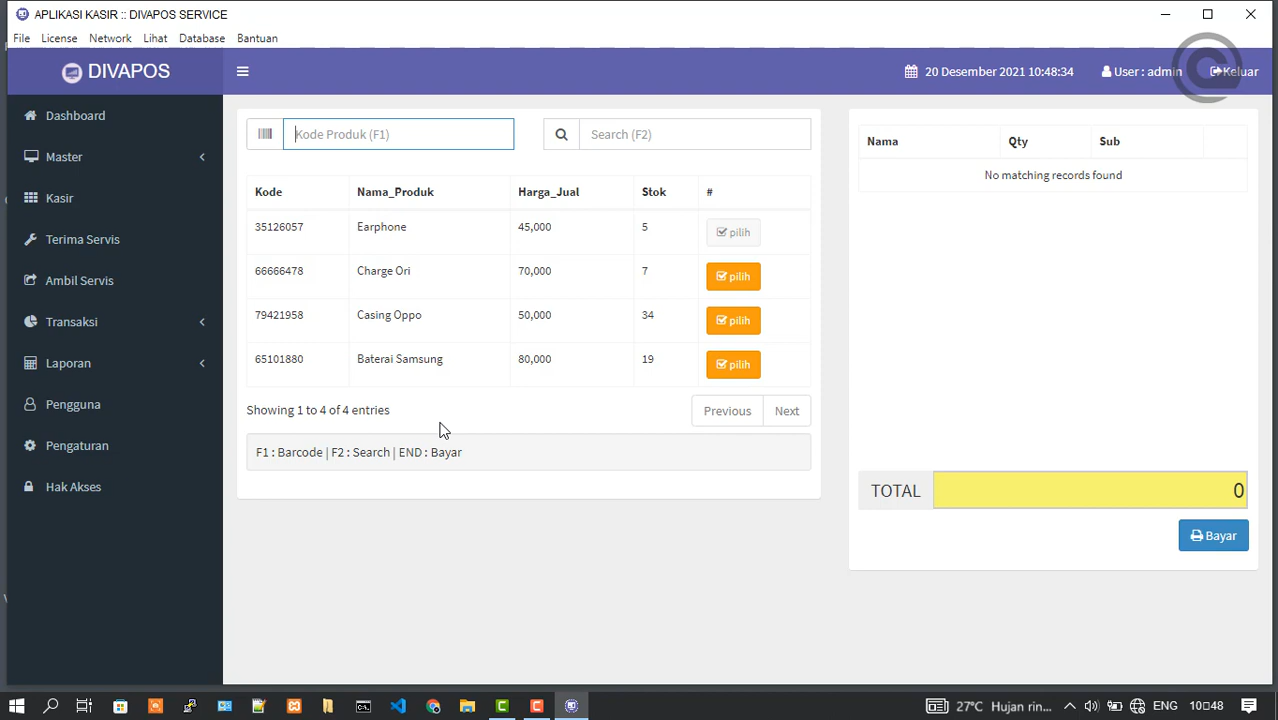 APLIKASI KASIR :: DIVAPOS SERVICE
File License Network Lihat Database Bantuan
DIVAPOS
20 Desember 2021 10:48:34 User : admin Keluar
Dashboard
Master
Kasir
Terima Servis
Ambil Servis
Transaksi
Laporan
Pengguna
Pengaturan
Hak Akses
Kode Produk (F1) Search (F2)
Kode Nama_Produk Harga_Jual Stok #
35126057 Earphone 45,000 5 pilih
66666478 Charge Ori 70,000 7 pilih
79421958 Casing Oppo 50,000 34 pilih
65101880 Baterai Samsung 80,000 19 pilih
Showing 1 to 4 of 4 entries Previous Next
F1 : Barcode | F2 : Search | END : Bayar
Nama Qty Sub
No matching records found
TOTAL 0
Bayar
27°C Hujan rin... ENG 10:48